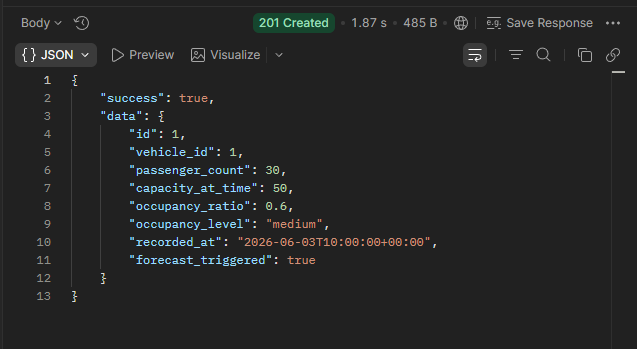 Body 201 Created • 1.87 s • 485 B • e.g. Save Response
{} JSON Preview Visualize
1 {
2 "success": true,
3 "data": {
4 "id": 1,
5 "vehicle_id": 1,
6 "passenger_count": 30,
7 "capacity_at_time": 50,
8 "occupancy_ratio": 0.6,
9 "occupancy_level": "medium",
10 "recorded_at": "2026-06-03T10:00:00+00:00",
11 "forecast_triggered": true
12 }
13 }